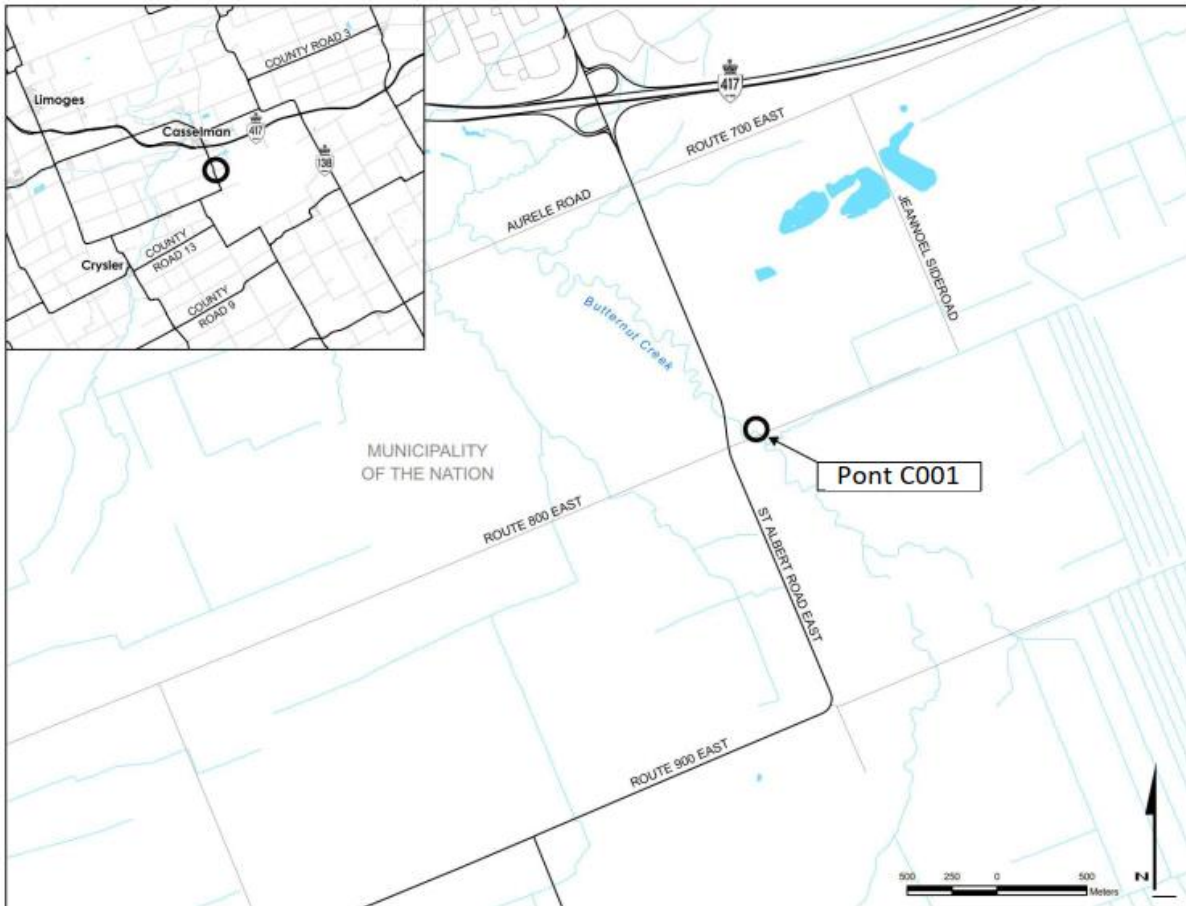 COUNTY ROAD 3
Limoges
Casselman
417
138
COUNTY
ROAD 13
Crysler
COUNTY
ROAD 9
417
ROUTE 700 EAST
AURELE ROAD
JEANNOEL SIDEROAD
Butternut Creek
MUNICIPALITY
OF THE NATION
Pont C001
ROUTE 800 EAST
ST ALBERT ROAD EAST
ROUTE 900 EAST
500 250 0 500
Meters
N